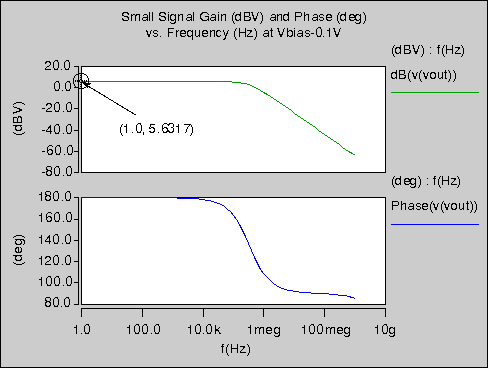 Small Signal Gain (dBV) and Phase (deg)
vs. Frequency (Hz) at Vbias-0.1V
(dBV) : f(Hz)
dB(v(vout))
(dBV)
20.0
0.0
-20.0
-40.0
-60.0
-80.0
(1.0, 5.6317)
(deg) : f(Hz)
Phase(v(vout))
(deg)
180.0
160.0
140.0
120.0
100.0
80.0
1.0 100.0 10.0k 1meg 100meg 10g
f(Hz)